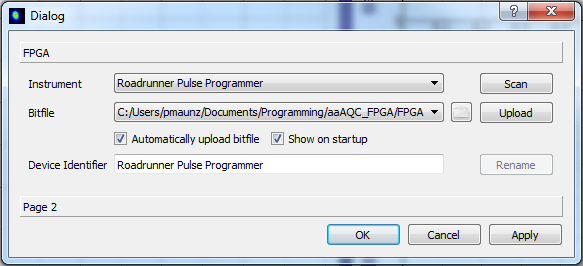 Dialog
FPGA
Instrument Roadrunner Pulse Programmer Scan
Bitfile C:/Users/pmaunz/Documents/Programming/aaAQC_FPGA/FPGA Upload
Automatically upload bitfile Show on startup
Device Identifier Roadrunner Pulse Programmer Rename
Page 2
OK Cancel Apply